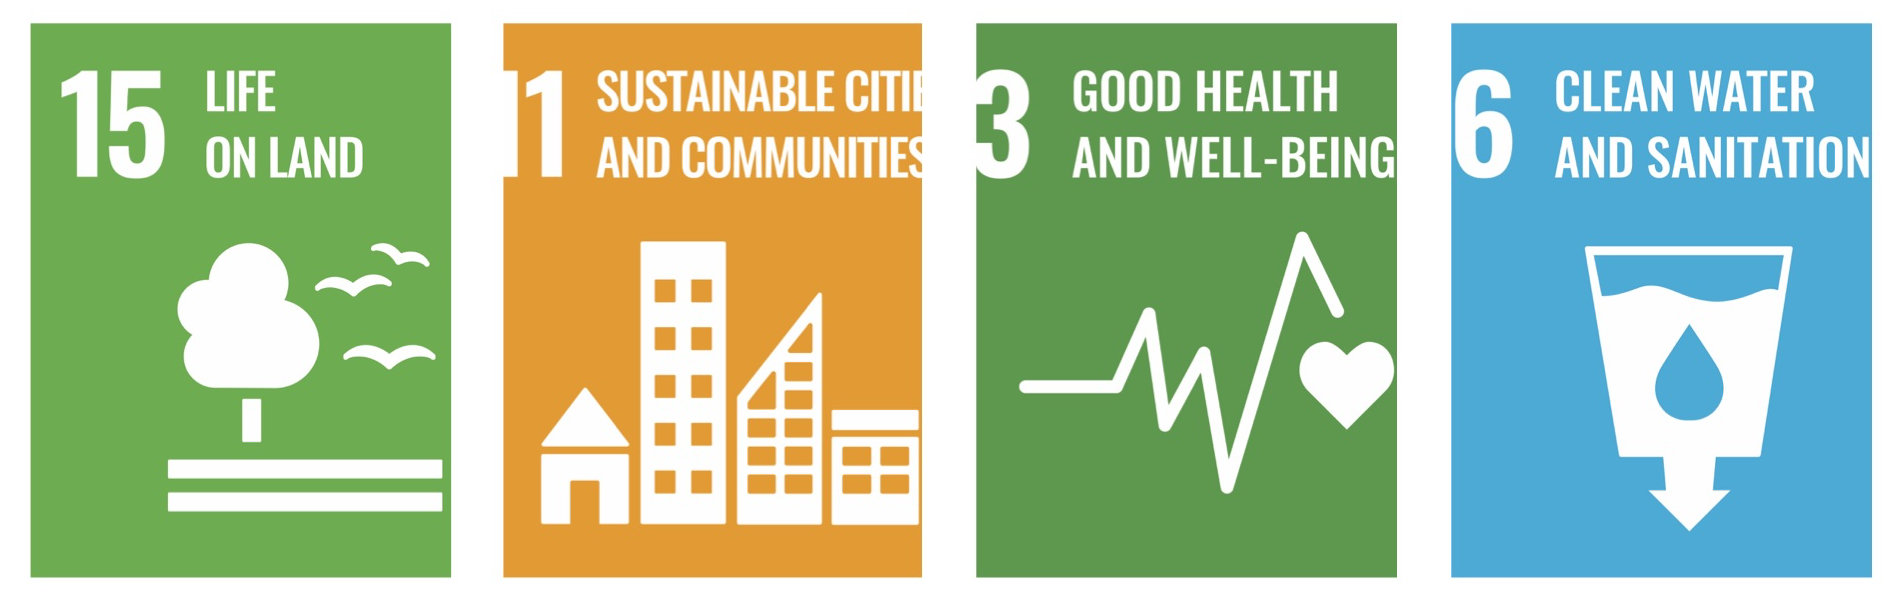 15 LIFE
ON LAND
11 SUSTAINABLE CITIE
AND COMMUNITIES
3 GOOD HEALTH
AND WELL-BEING
6 CLEAN WATER
AND SANITATION